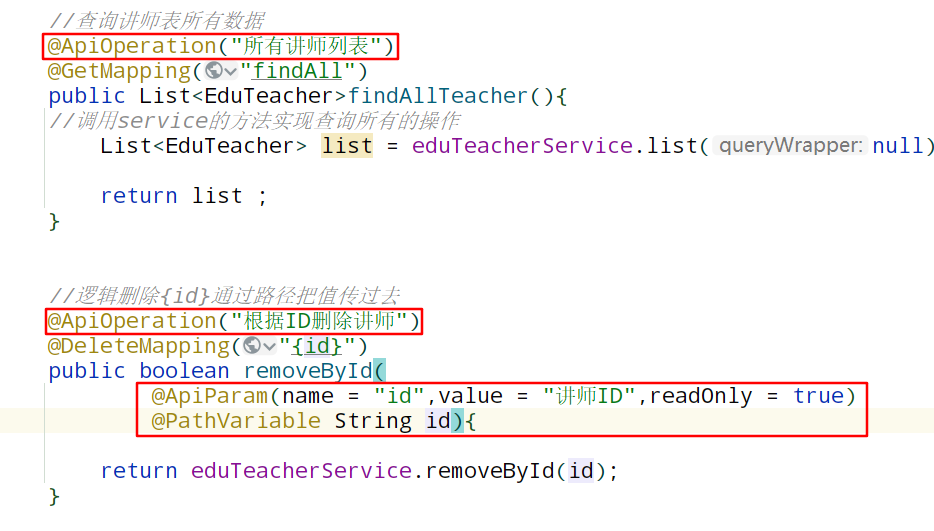 //查询讲师表所有数据
@ApiOperation("所有讲师列表")
@GetMapping("findAll")
public List<EduTeacher>findAllTeacher(){
//调用service的方法实现查询所有的操作
List<EduTeacher> list = eduTeacherService.list( queryWrapper: null)
return list ;
}
//逻辑删除{id}通过路径把值传过去
@ApiOperation("根据ID删除讲师")
@DeleteMapping("{id}")
public boolean removeById(
@ApiParam(name = "id",value = "讲师ID",readOnly = true)
@PathVariable String id){
return eduTeacherService.removeById(id);
}